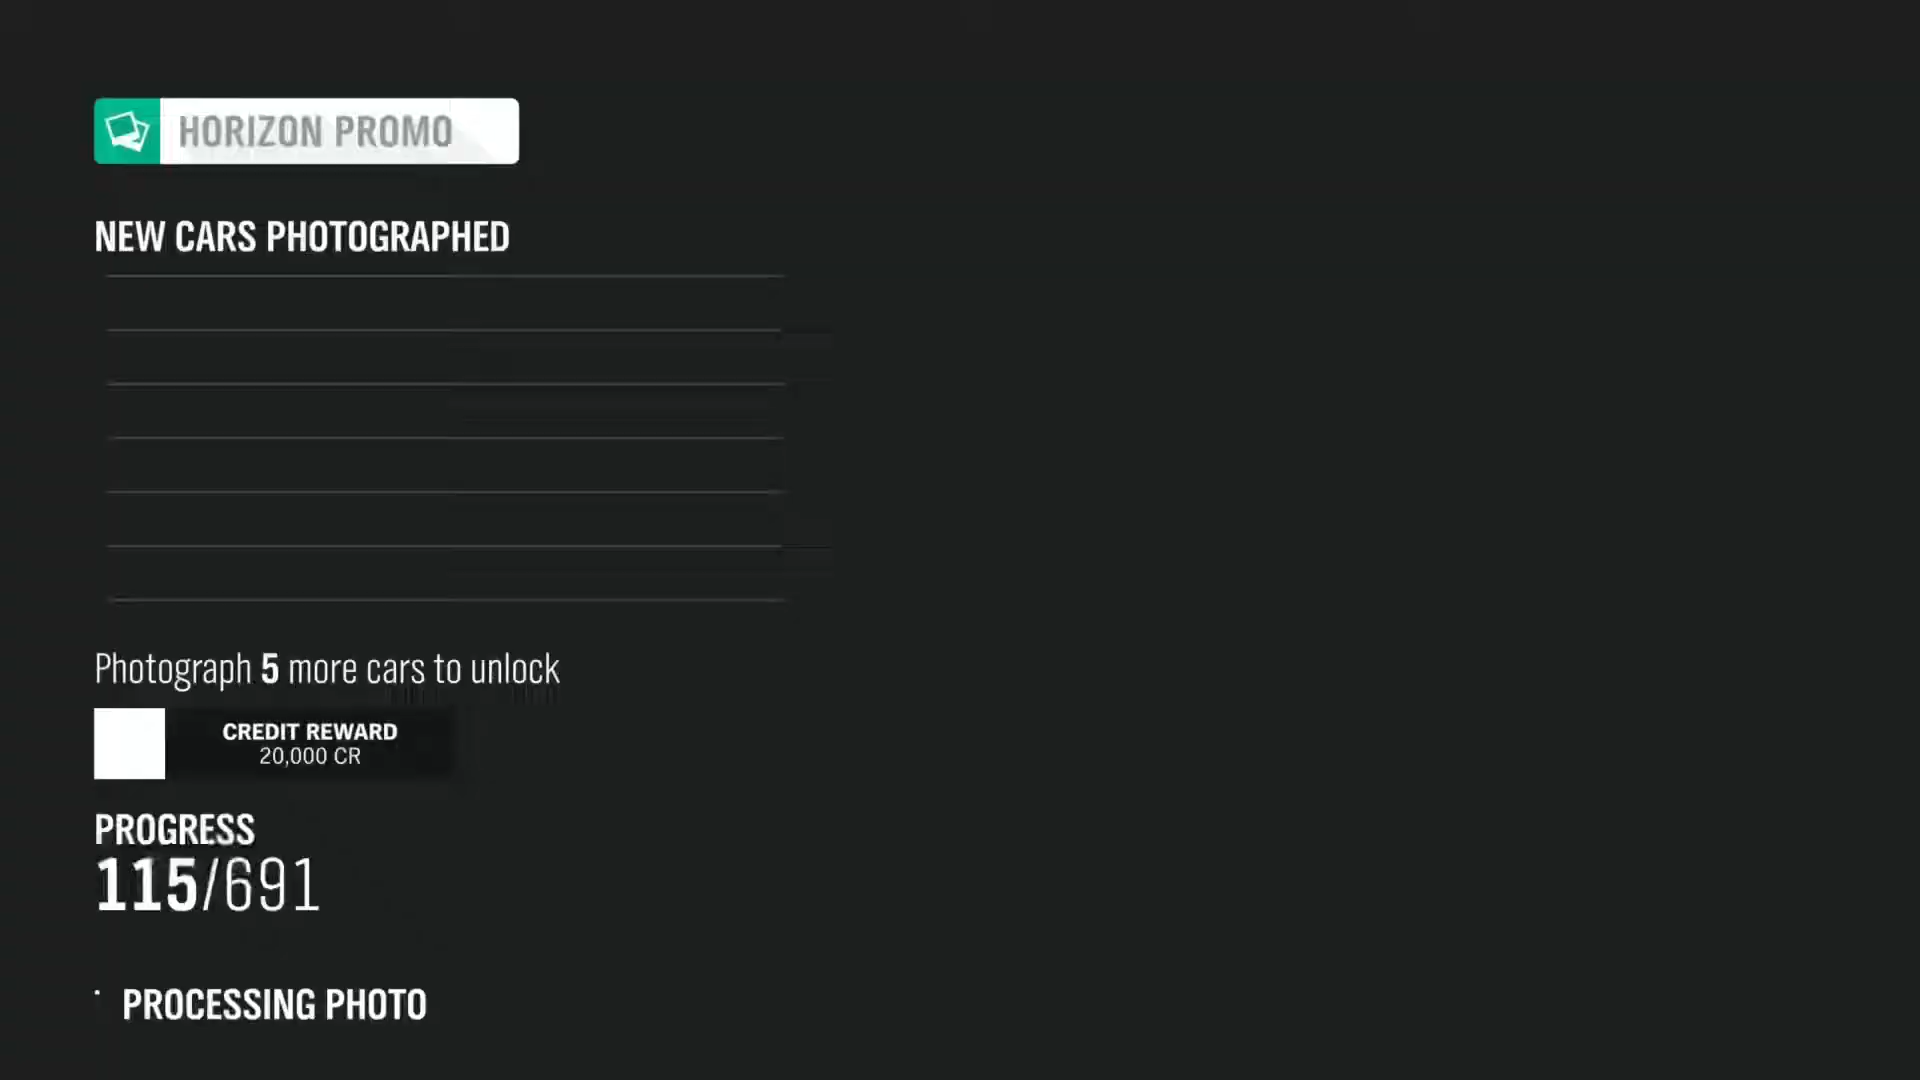 HORIZON PROMO
NEW CARS PHOTOGRAPHED
Photograph 5 more cars to unlock
CREDIT REWARD
20,000 CR
PROGRESS
115/691
PROCESSING PHOTO